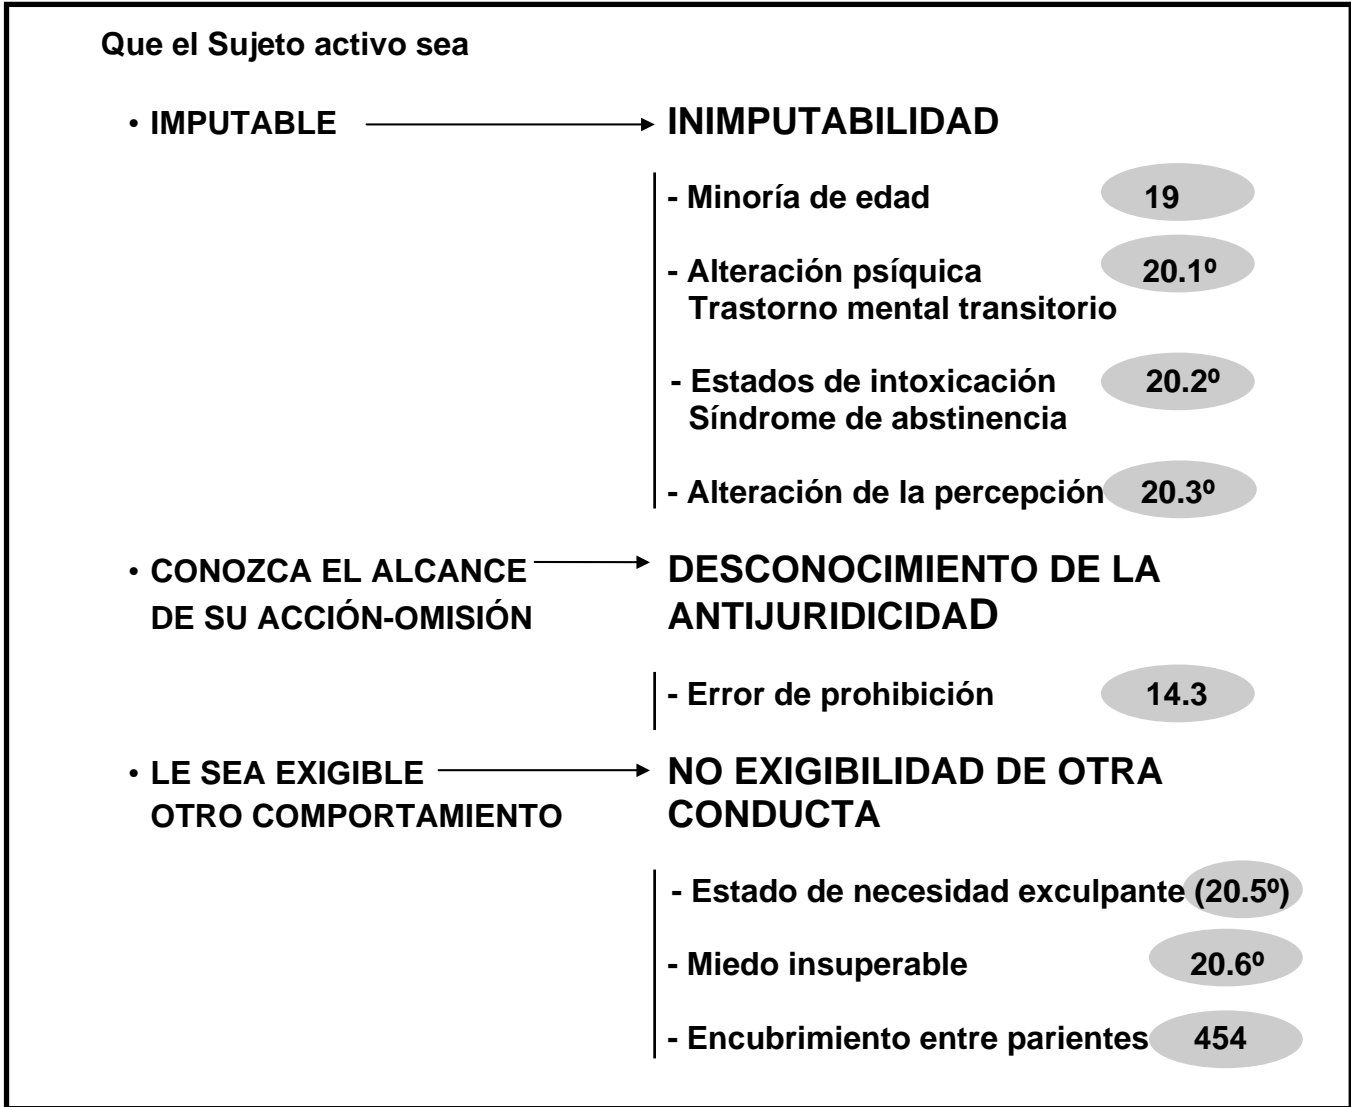 Que el Sujeto activo sea
• IMPUTABLE INIMPUTABILIDAD
- Minoría de edad 19
- Alteración psíquica 20.1º
Trastorno mental transitorio
- Estados de intoxicación 20.2º
Síndrome de abstinencia
- Alteración de la percepción 20.3º
• CONOZCA EL ALCANCE DESCONOCIMIENTO DE LA
DE SU ACCIÓN-OMISIÓN ANTIJURIDICIDAD
- Error de prohibición 14.3
• LE SEA EXIGIBLE NO EXIGIBILIDAD DE OTRA
OTRO COMPORTAMIENTO CONDUCTA
- Estado de necesidad exculpante (20.5º)
- Miedo insuperable 20.6º
- Encubrimiento entre parientes 454